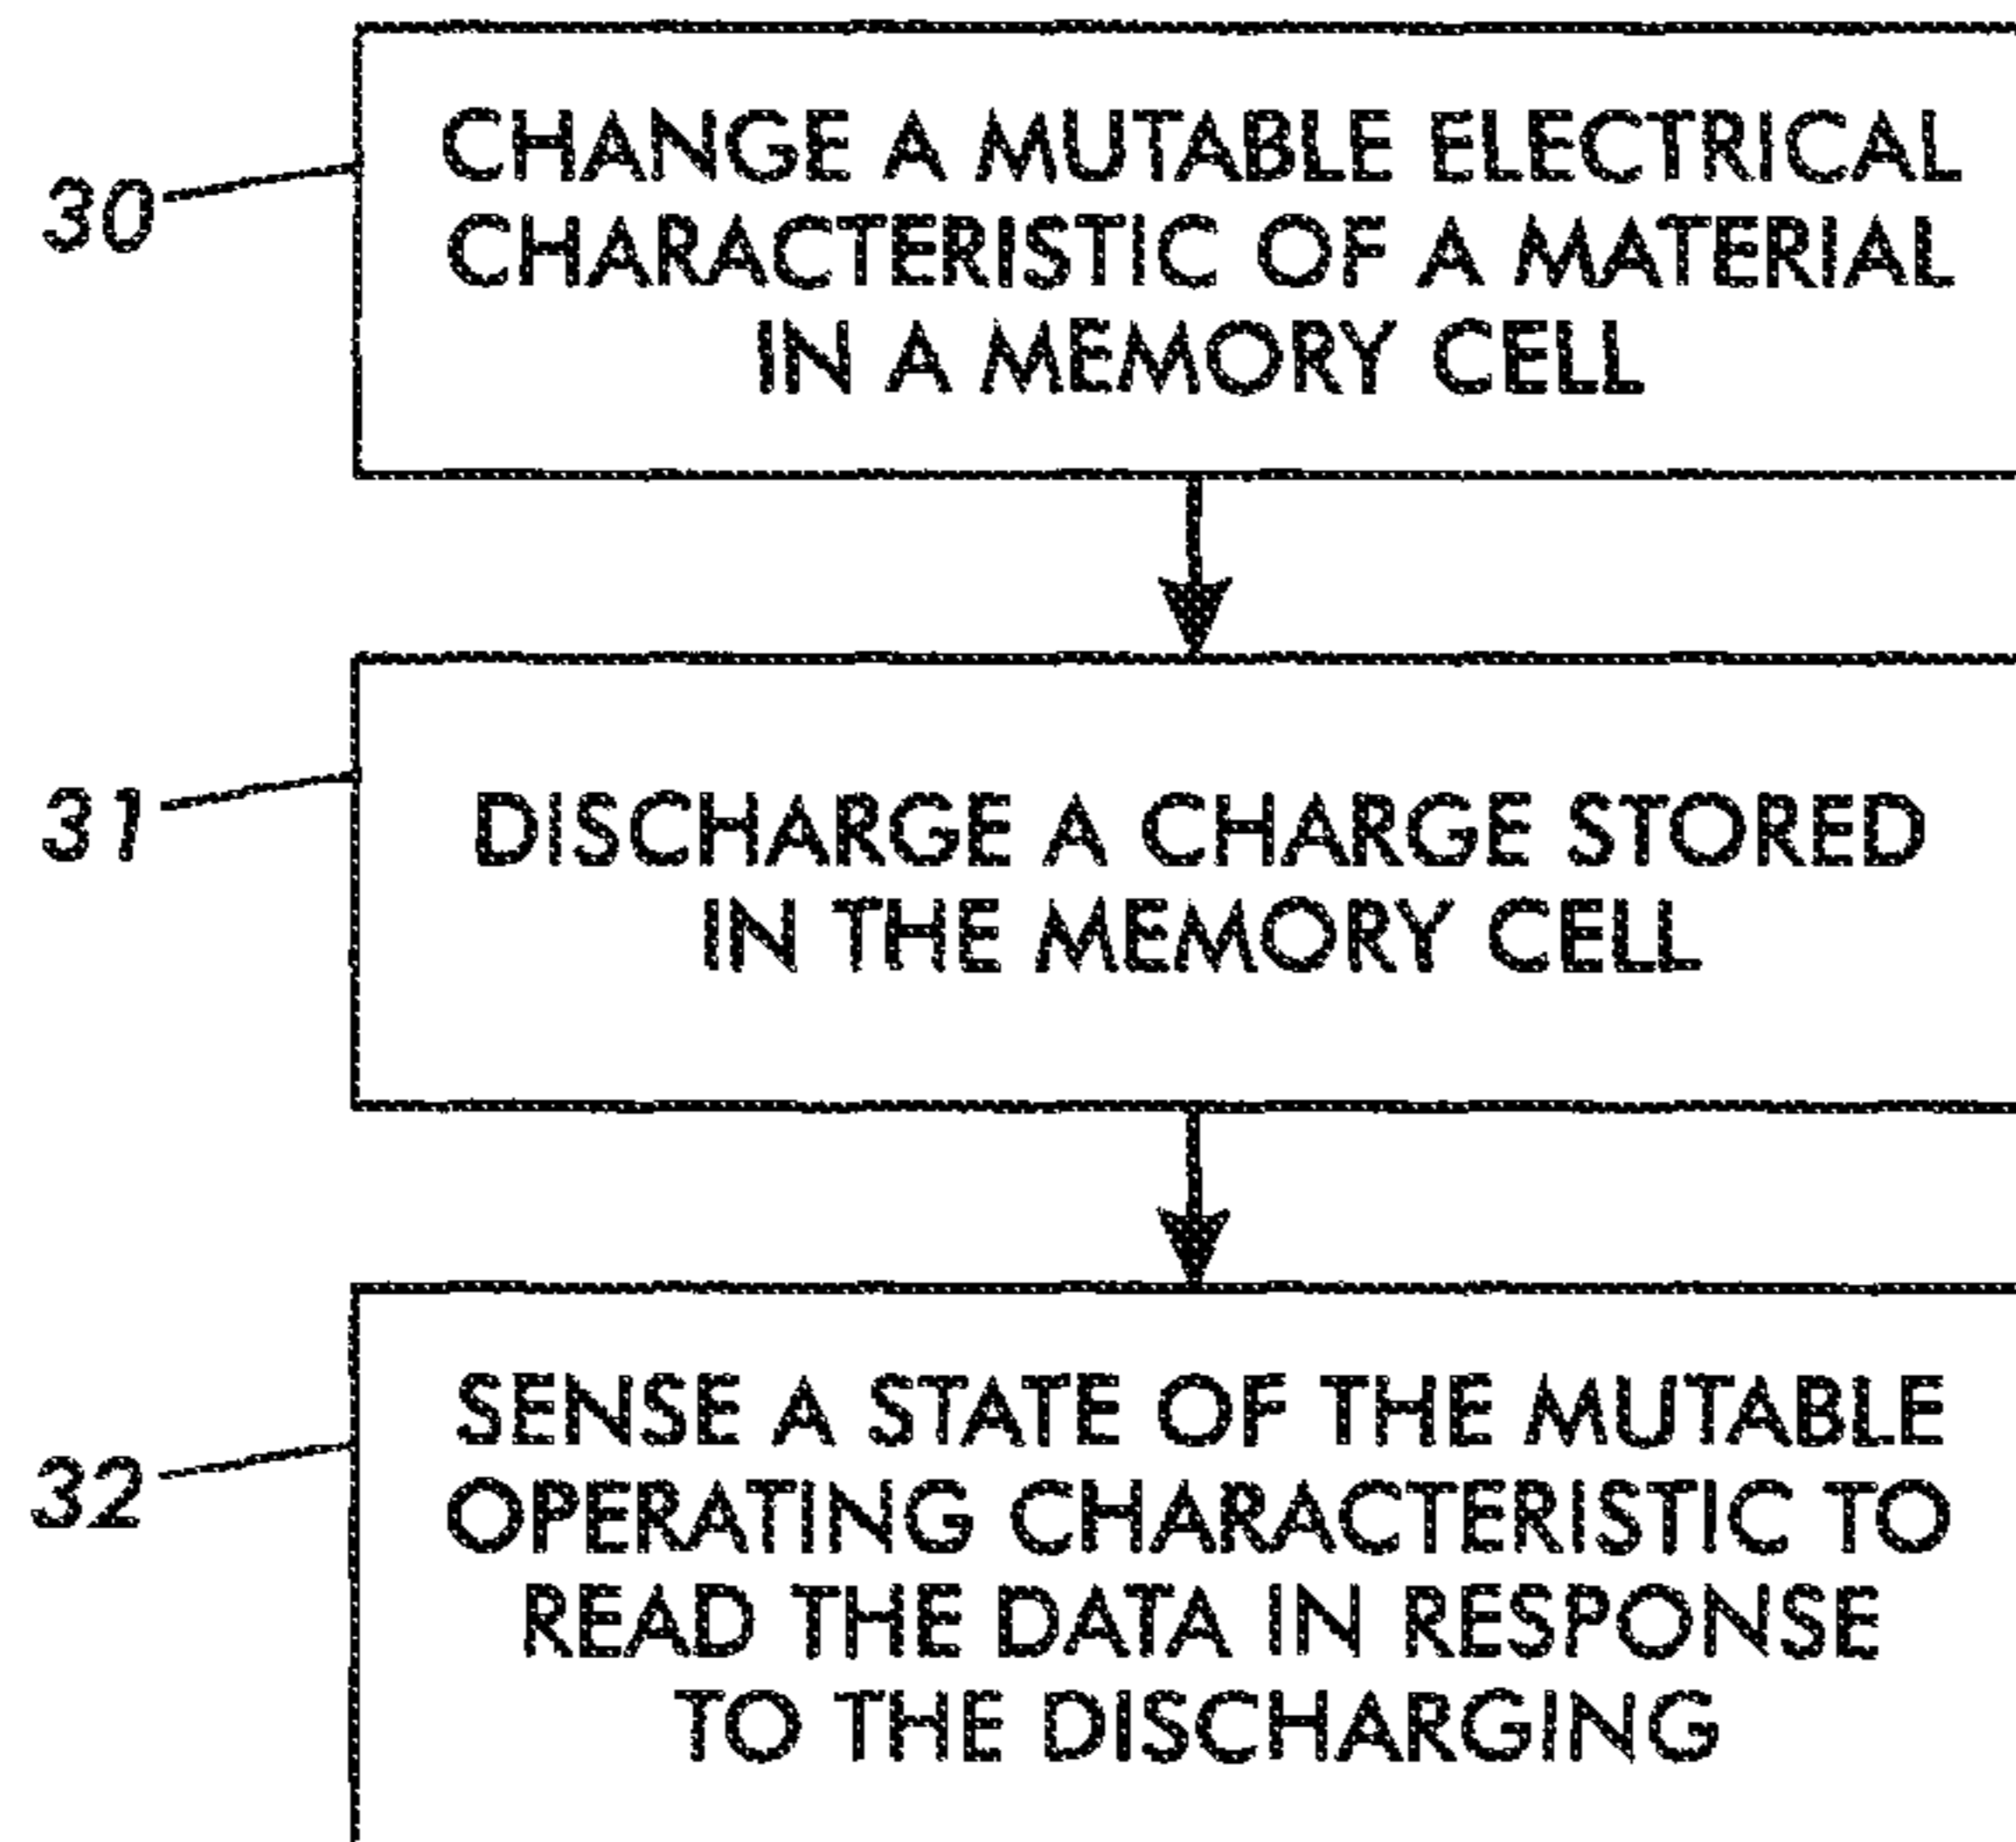 30
CHANGE A MUTABLE ELECTRICAL
CHARACTERISTIC OF A MATERIAL
IN A MEMORY CELL
31
DISCHARGE A CHARGE STORED
IN THE MEMORY CELL
32
SENSE A STATE OF THE MUTABLE
OPERATING CHARACTERISTIC TO
READ THE DATA IN RESPONSE
TO THE DISCHARGING